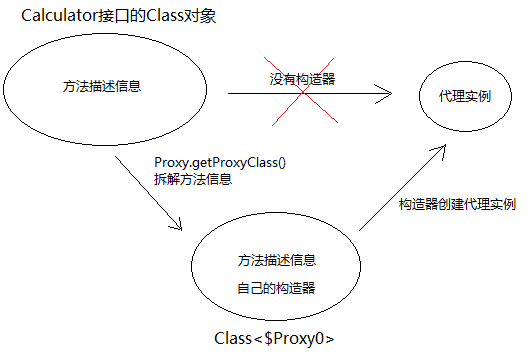 Calculator接口的Class对象
方法描述信息
没有构造器
代理实例
Proxy.getProxyClass()
拆解方法信息
构造器创建代理实例
方法描述信息
自己的构造器
Class<$Proxy0>